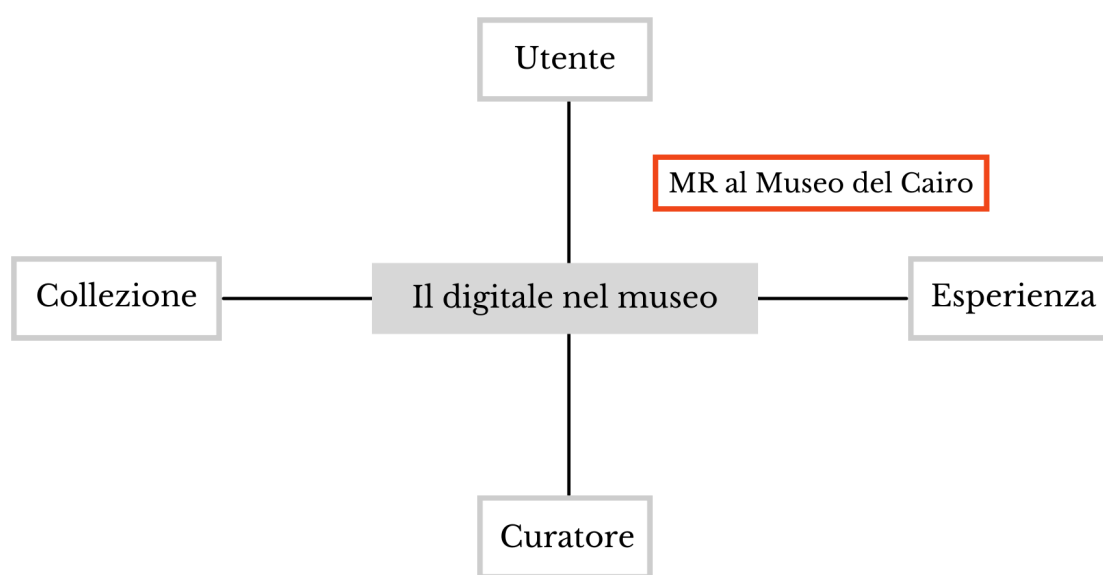 Utente
MR al Museo del Cairo
Collezione
Il digitale nel museo
Esperienza
Curatore